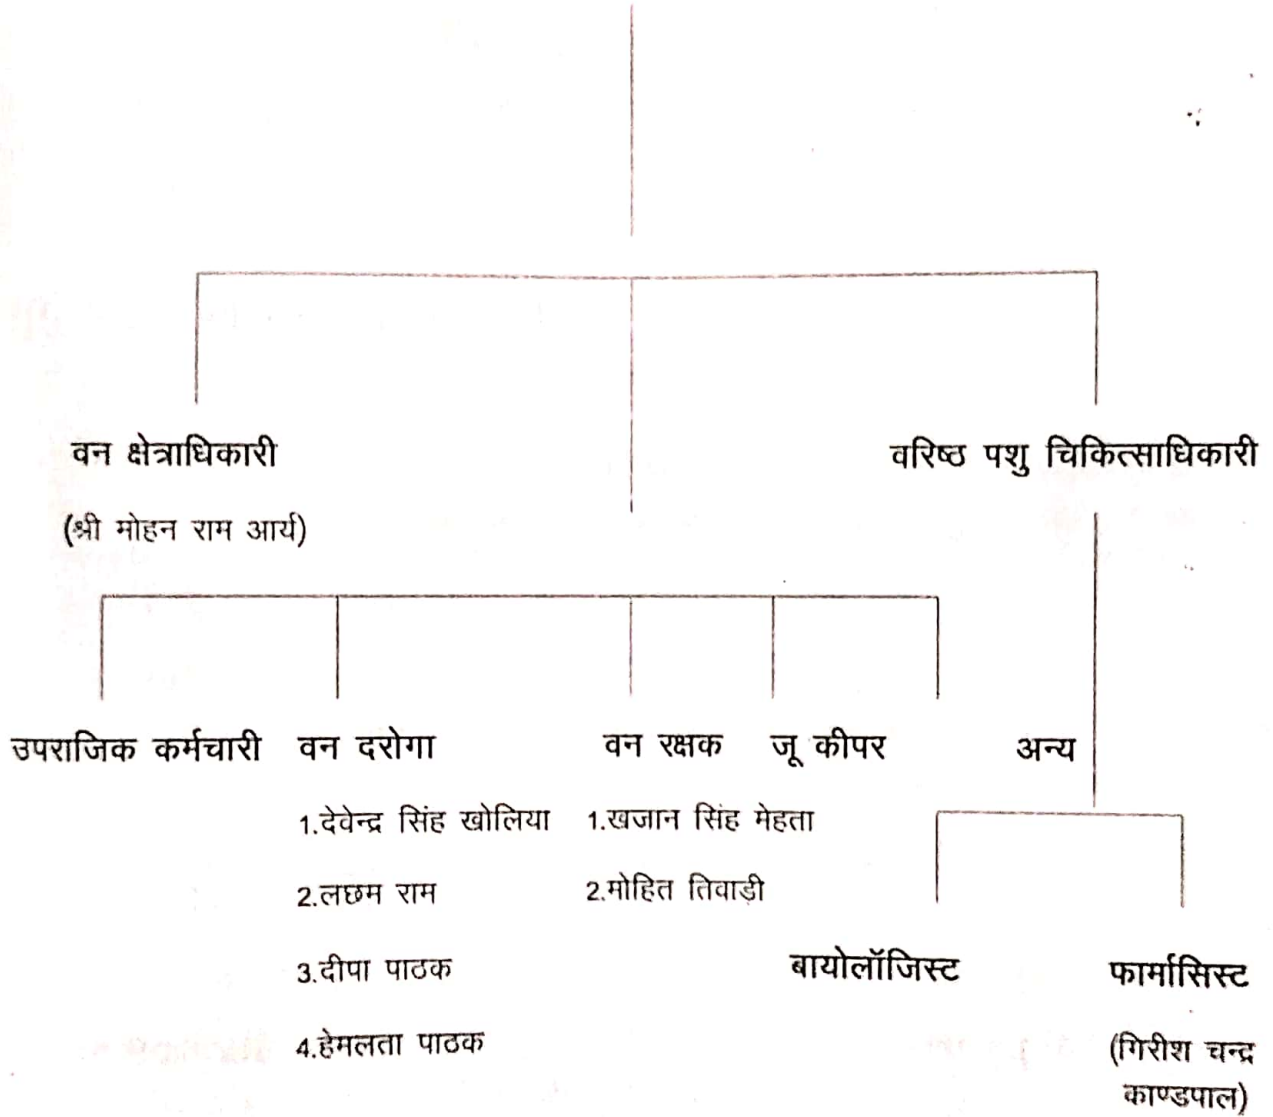 वन क्षेत्राधिकारी
वरिष्ठ पशु चिकित्साधिकारी
(श्री मोहन राम आर्य)
उपराजिक कर्मचारी
वन दरोगा
वन रक्षक
जू कीपर
अन्य
1.देवेन्द्र सिंह खोलिया
1.खजान सिंह मेहता
2.लछम राम
2.मोहित तिवाड़ी
3.दीपा पाठक
4.हेमलता पाठक
बायोलॉजिस्ट
फार्मासिस्ट
(गिरीश चन्द्र
काण्डपाल)